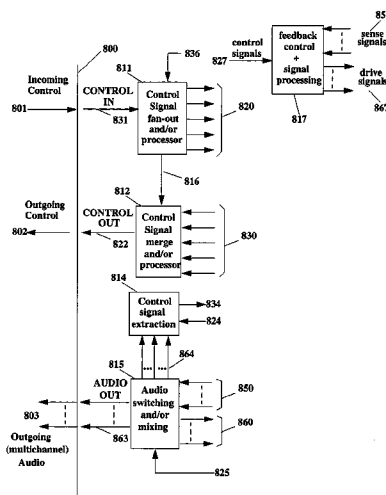 800
836
811
Incoming
Control
801
CONTROL
IN
831
Control
Signal
fan-out
and/or
processor
820
816
control
signals
827
feedback
control
+
signal
processing
817
sense
signals
drive
signals
812
Outgoing
Control
802
CONTROL
OUT
822
Control
Signal
merge
and/or
processor
830
814
Control
signal
extraction
834
824
864
815
AUDIO
OUT
803
863
Outgoing
(multichannel)
Audio
Audio
switching
and/or
mixing
850
860
825